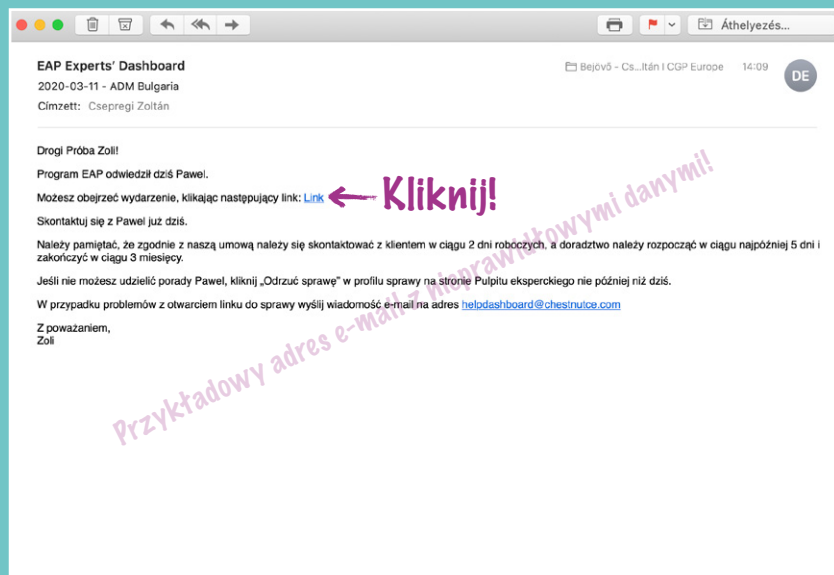 Áthelyezés...
EAP Experts' Dashboard
Bejövő - Cs...ltán I CGP Europe 14:09
DE
2020-03-11 - ADM Bulgaria
Címzett: Csepregi Zoltán
Drogi Próba Zoli!
Program EAP odwiedził dziś Pawel.
Możesz obejrzeć wydarzenie, klikając następujący link: Link
Kliknij!
Skontaktuj się z Pawel już dziś.
Należy pamiętać, że zgodnie z naszą umową należy się skontaktować z klientem w ciągu 2 dni roboczych, a doradztwo należy rozpocząć w ciągu najpóźniej 5 dni i
zakończyć w ciągu 3 miesięcy.
Jeśli nie możesz udzielić porady Pawel, kliknij „Odrzuć sprawę” w profilu sprawy na stronie Pulpitu eksperckiego nie później niż dziś.
W przypadku problemów z otwarciem linku do sprawy wyślij wiadomość e-mail na adres helpdashboard@chestnutce.com
Z poważaniem,
Zoli
Przykładowy adres e-mail z nieprawidłowymi danymi!